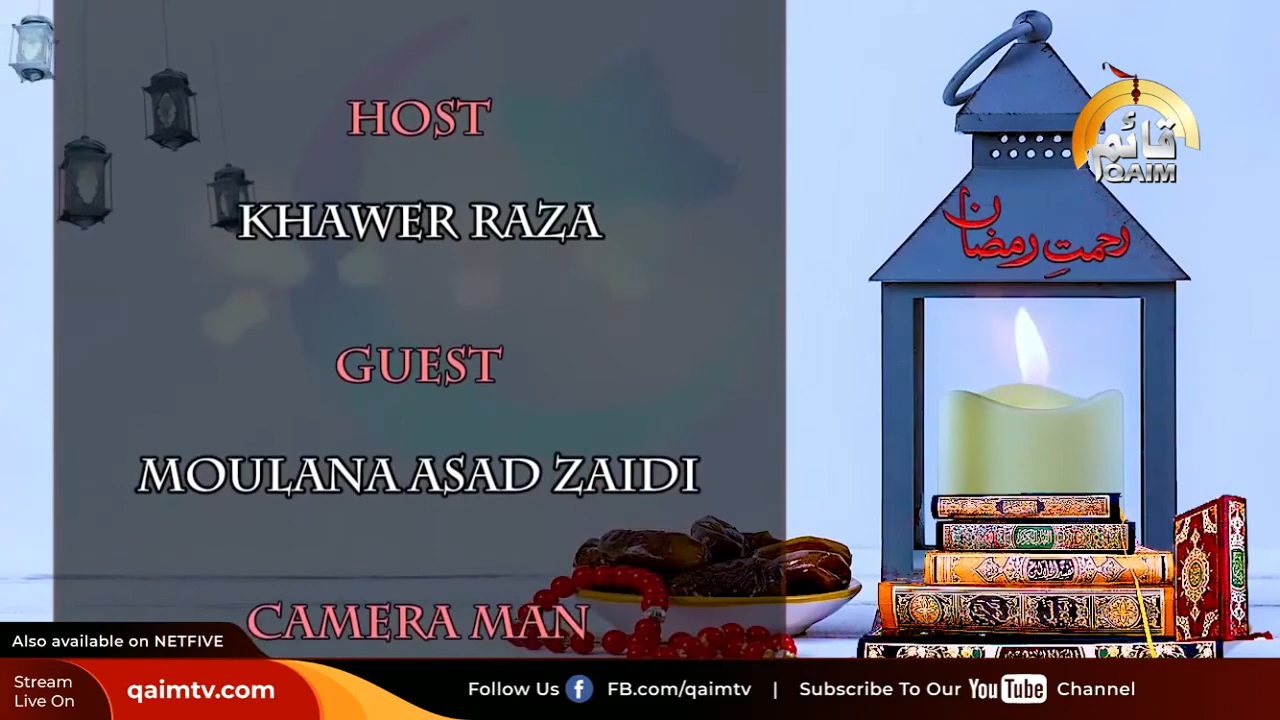 HOST
KHAWER RAZA
GUEST
MOULANA ASAD ZAIDI
CAMERA MAN
قائم
QAIM
رحمتِ رمضان
Also available on NETFIVE
Stream
Live On
qaimtv.com
Follow Us f FB.com/qaimtv | Subscribe To Our YouTube Channel